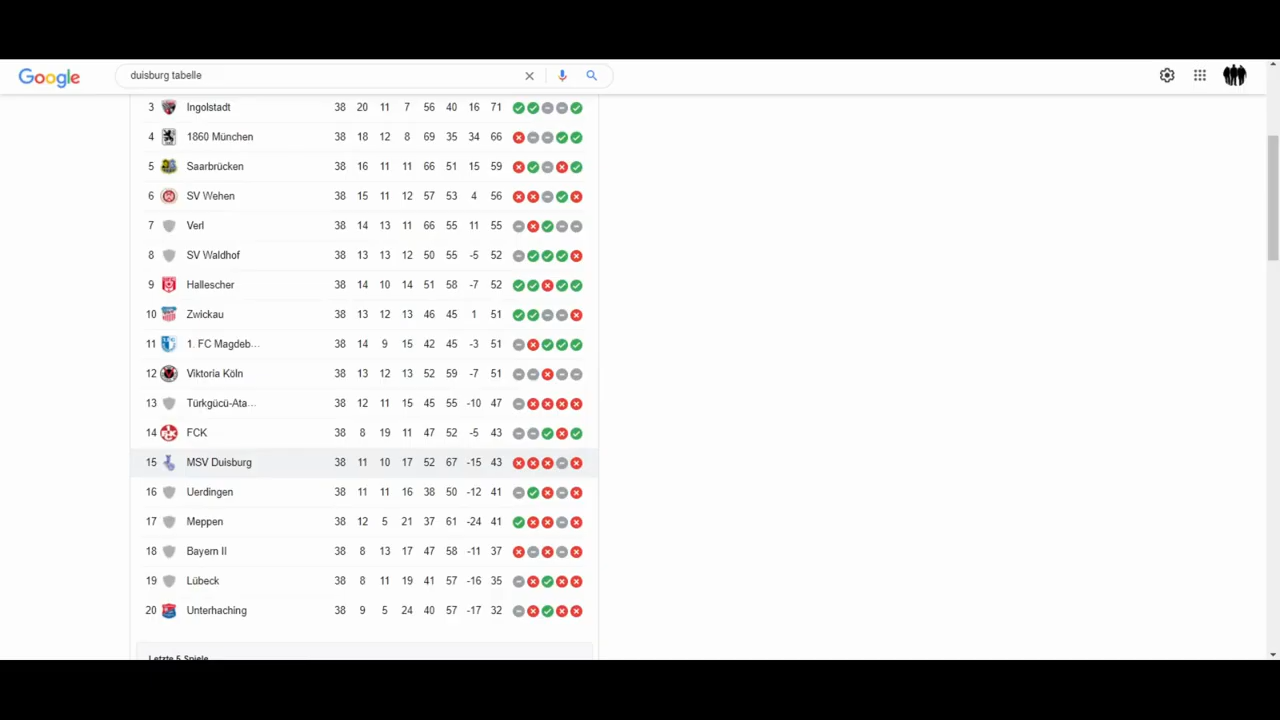 Google duisburg tabelle
3 Ingolstadt 38 20 11 7 56 40 16 71
4 1860 München 38 18 12 8 69 35 34 66
5 Saarbrücken 38 16 11 11 66 51 15 59
6 SV Wehen 38 15 11 12 57 53 4 56
7 Verl 38 14 13 11 66 55 11 55
8 SV Waldhof 38 13 13 12 50 55 -5 52
9 Hallescher 38 14 10 14 51 58 -7 52
10 Zwickau 38 13 12 13 46 45 1 51
11 1. FC Magdeb... 38 14 9 15 42 45 -3 51
12 Viktoria Köln 38 13 12 13 52 59 -7 51
13 Türkgücü-Ata... 38 12 11 15 45 55 -10 47
14 FCK 38 8 19 11 47 52 -5 43
15 MSV Duisburg 38 11 10 17 52 67 -15 43
16 Uerdingen 38 11 11 16 38 50 -12 41
17 Meppen 38 12 5 21 37 61 -24 41
18 Bayern II 38 8 13 17 47 58 -11 37
19 Lübeck 38 8 11 19 41 57 -16 35
20 Unterhaching 38 9 5 24 40 57 -17 32
Letzte 5 Spiele